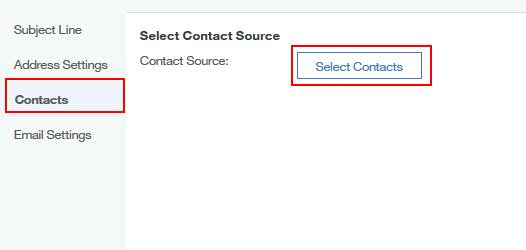 Subject Line
Address Settings
Contacts
Email Settings
Select Contact Source
Contact Source:
Select Contacts